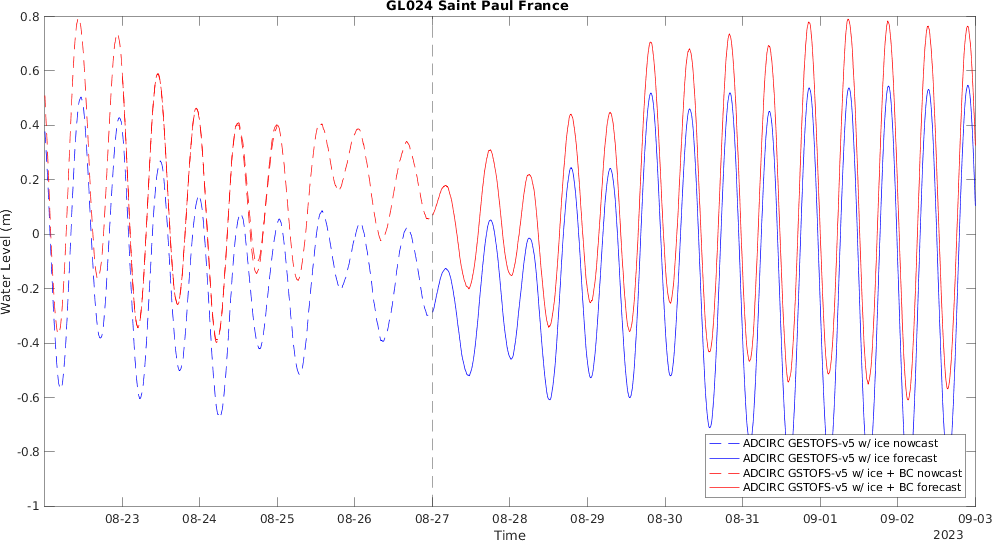 GL024 Saint Paul France
0.8
0.6
0.4
0.2
0
-0.2
-0.4
-0.6
-0.8
-1
Water Level (m)
ADCIRC GESTOFS-v5 w/ ice nowcast
ADCIRC GESTOFS-v5 w/ ice forecast
ADCIRC GSTOFS-v5 w/ ice + BC nowcast
ADCIRC GSTOFS-v5 w/ ice + BC forecast
08-23 08-24 08-25 08-26 08-27 08-28 08-29 08-30 08-31 09-01 09-02 09-03
Time
2023